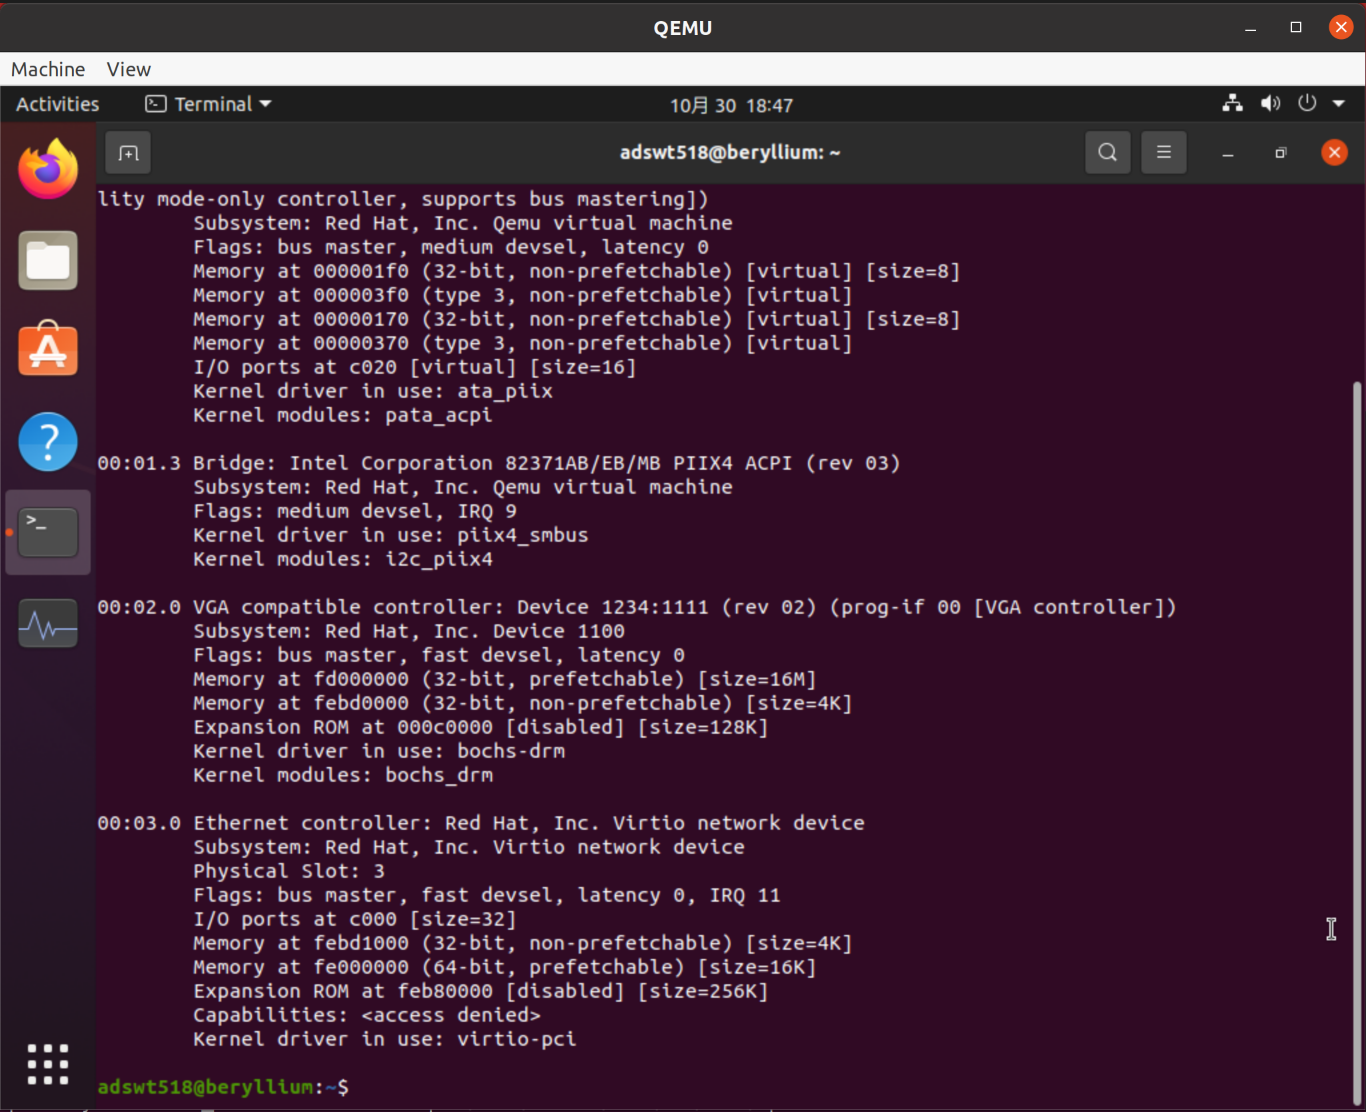 QEMU
Machine View
Activities Terminal 10月 30 18:47
adswt518@beryllium: ~
lity mode-only controller, supports bus mastering])
Subsystem: Red Hat, Inc. Qemu virtual machine
Flags: bus master, medium devsel, latency 0
Memory at 000001f0 (32-bit, non-prefetchable) [virtual] [size=8]
Memory at 000003f0 (type 3, non-prefetchable) [virtual]
Memory at 00000170 (32-bit, non-prefetchable) [virtual] [size=8]
Memory at 00000370 (type 3, non-prefetchable) [virtual]
I/O ports at c020 [virtual] [size=16]
Kernel driver in use: ata_piix
Kernel modules: pata_acpi
00:01.3 Bridge: Intel Corporation 82371AB/EB/MB PIIX4 ACPI (rev 03)
Subsystem: Red Hat, Inc. Qemu virtual machine
Flags: medium devsel, IRQ 9
Kernel driver in use: piix4_smbus
Kernel modules: i2c_piix4
00:02.0 VGA compatible controller: Device 1234:1111 (rev 02) (prog-if 00 [VGA controller])
Subsystem: Red Hat, Inc. Device 1100
Flags: bus master, fast devsel, latency 0
Memory at fd000000 (32-bit, prefetchable) [size=16M]
Memory at febd0000 (32-bit, non-prefetchable) [size=4K]
Expansion ROM at 000c0000 [disabled] [size=128K]
Kernel driver in use: bochs-drm
Kernel modules: bochs_drm
00:03.0 Ethernet controller: Red Hat, Inc. Virtio network device
Subsystem: Red Hat, Inc. Virtio network device
Physical Slot: 3
Flags: bus master, fast devsel, latency 0, IRQ 11
I/O ports at c000 [size=32]
Memory at febd1000 (32-bit, non-prefetchable) [size=4K]
Memory at fe000000 (64-bit, prefetchable) [size=16K]
Expansion ROM at feb80000 [disabled] [size=256K]
Capabilities: <access denied>
Kernel driver in use: virtio-pci
adswt518@beryllium:~$